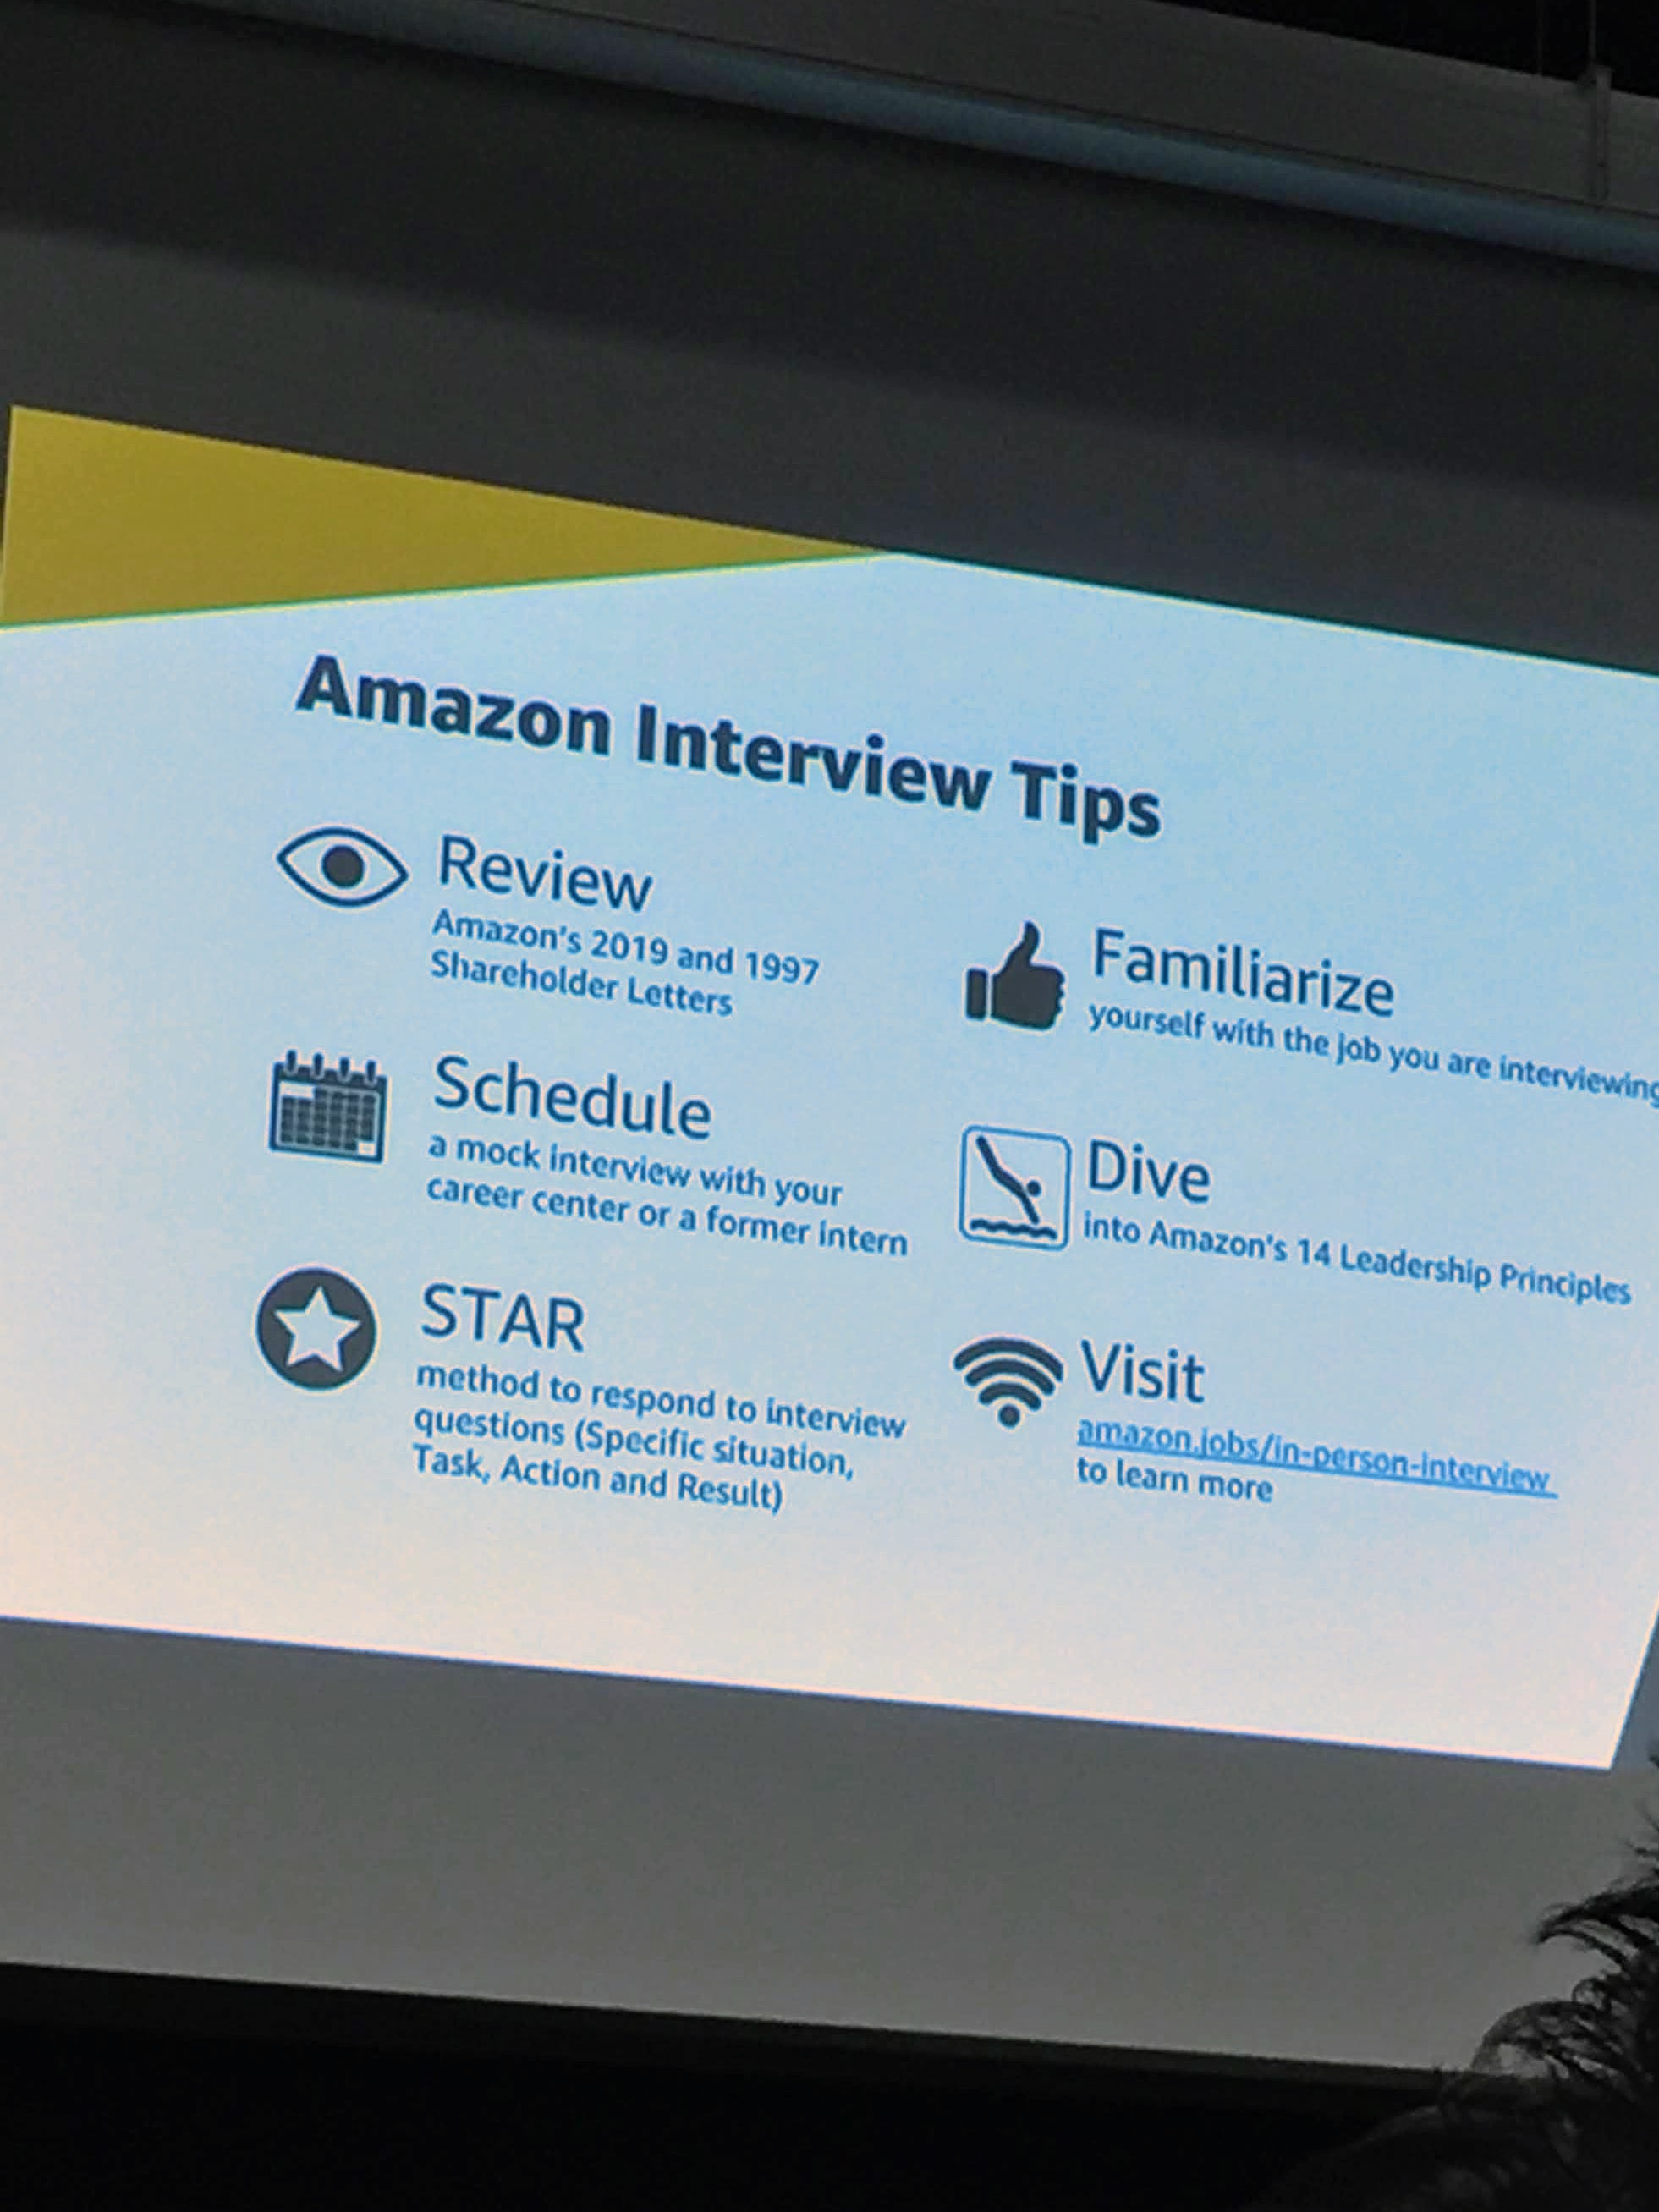 Amazon Interview Tips
Review
Amazon's 2019 and 1997
Shareholder Letters
Schedule
a mock interview with your
career center or a former intern
STAR
method to respond to interview
questions (Specific situation,
Task, Action and Result)
Familiarize
yourself with the job you are interviewing
Dive
into Amazon's 14 Leadership Principles
Visit
amazon.jobs/in-person-interview
to learn more